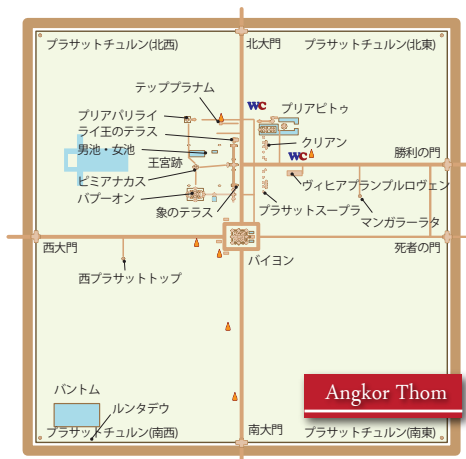 プラサットチュルン(北西)
北大門
プラサットチュルン(北東)
テッププラナム
WC
プリアピトゥ
プリアパリライ
ライ王のテラス
クリアン
男池・女池
WC
勝利の門
王宮跡
ピミアナカス
ヴィヒアプランプルロヴェン
バプーオン
象のテラス
プラサットスープラ
マンガラーラタ
西大門
死者の門
バイヨン
西プラサットトップ
Angkor Thom
バントム
ルンタデウ
プラサットチュルン(南西)
南大門
プラサットチュルン(南東)